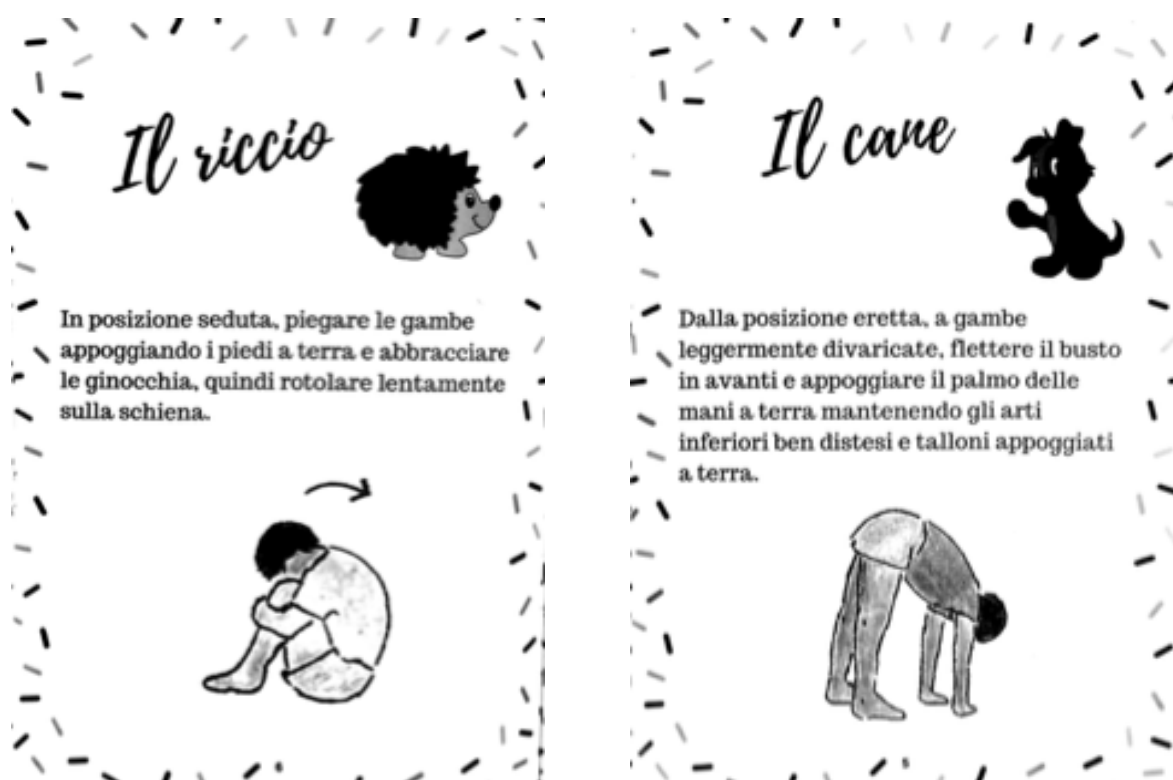 Il riccio
In posizione seduta, piegare le gambe
appoggiando i piedi a terra e abbracciare
le ginocchia, quindi rotolare lentamente
sulla schiena.
Il cane
Dalla posizione eretta, a gambe
leggermente divaricate, flettere il busto
in avanti e appoggiare il palmo delle
mani a terra mantenendo gli arti
inferiori ben distesi e talloni appoggiati
a terra.